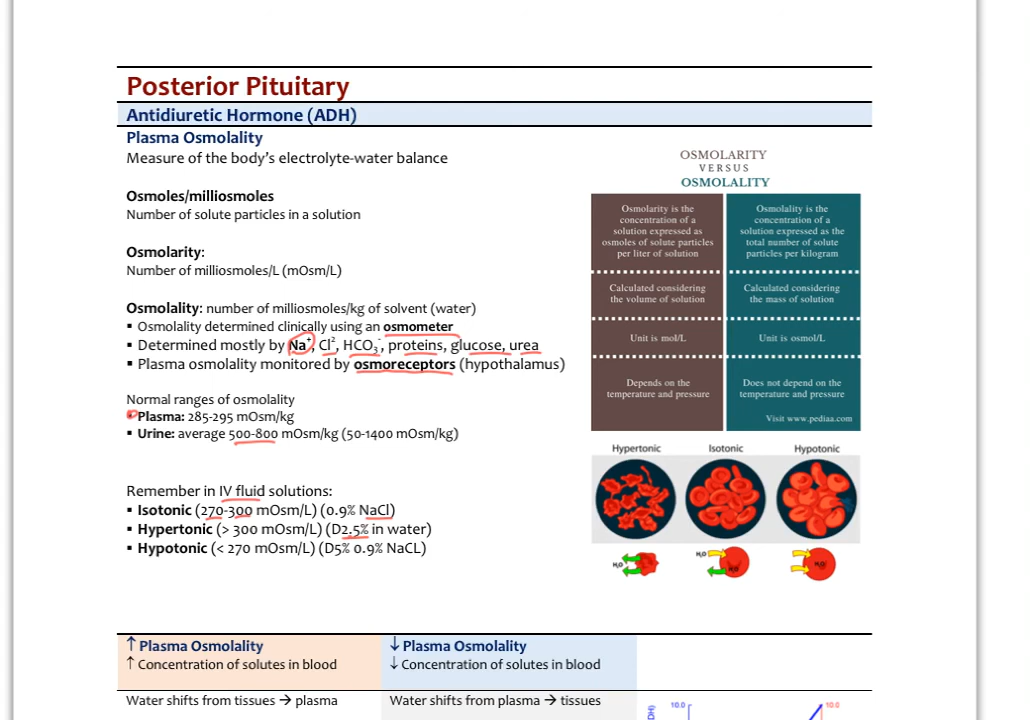 Posterior Pituitary
Antidiuretic Hormone (ADH)
Plasma Osmolality
Measure of the body's electrolyte-water balance
Osmoles/milliosmoles
Number of solute particles in a solution
Osmolarity:
Number of milliosmoles/L (mOsm/L)
Osmolality: number of milliosmoles/kg of solvent (water)
▪ Osmolality determined clinically using an osmometer
▪ Determined mostly by Na⁺, Cl², HCO₃⁻, proteins, glucose, urea
▪ Plasma osmolality monitored by osmoreceptors (hypothalamus)
Normal ranges of osmolality
▪ Plasma: 285-295 mOsm/kg
▪ Urine: average 500-800 mOsm/kg (50-1400 mOsm/kg)
Remember in IV fluid solutions:
▪ Isotonic (270-300 mOsm/L) (0.9% NaCl)
▪ Hypertonic (> 300 mOsm/L) (D2.5% in water)
▪ Hypotonic (< 270 mOsm/L) (D5% 0.9% NaCL)
OSMOLARITY
VERSUS
OSMOLALITY
Osmolarity is the
concentration of a
solution expressed as
osmoles of solute particles
per liter of solution
Osmolality is the
concentration of a
solution expressed as the
total number of solute
particles per kilogram
Calculated considering
the volume of solution
Calculated considering
the mass of solution
Unit is mol/L
Unit is osmol/L
Depends on the
temperature and pressure
Does not depend on the
temperature and pressure
Visit www.pediaa.com
Hypertonic Isotonic Hypotonic
H₂O H₂O H₂O
↑ Plasma Osmolality
↑ Concentration of solutes in blood
↓ Plasma Osmolality
↓ Concentration of solutes in blood
Water shifts from tissues → plasma
Water shifts from plasma → tissues
10.0 10.0
DH)